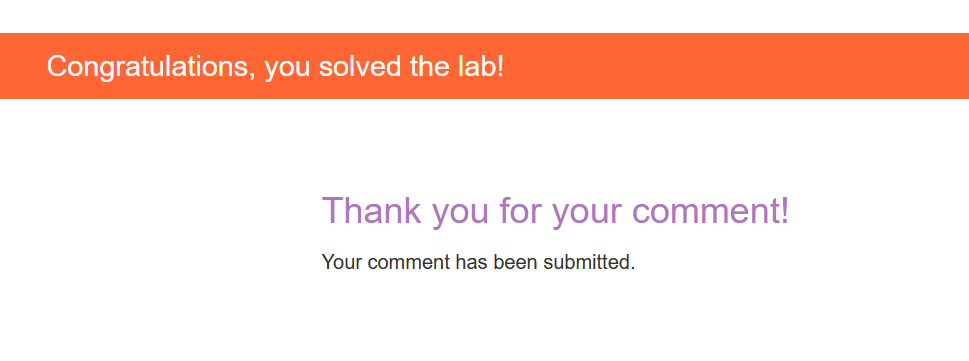 Congratulations, you solved the lab!
Thank you for your comment!
Your comment has been submitted.